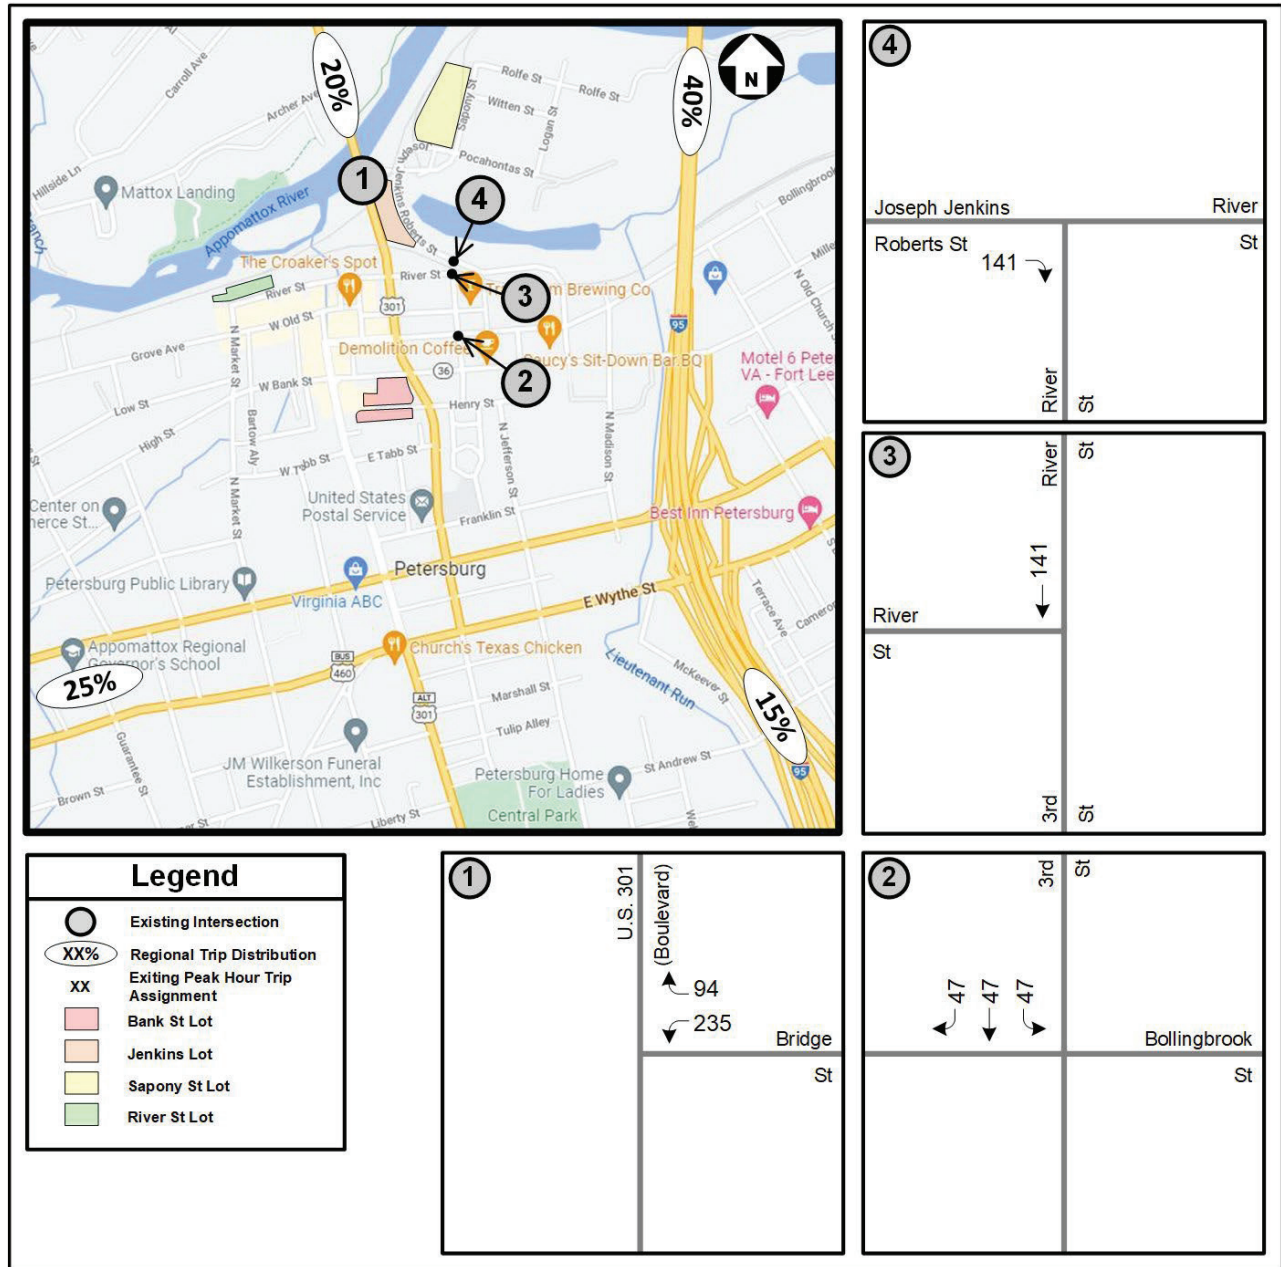 20%
40%
N
Carroll Ave
Archer Ave
Hillside Ln
Mattox Landing
Appomattox River
Rolfe St
Rolfe St
Sapony St
Witten St
Logan St
Pocahontas St
Joseph
Jenkins Roberts St
Bollingbrook
1
4
The Croaker's Spot
River St
River St
301
3
Brewing Co
W Old St
Grove Ave
N Market St
Demolition Coffee
36
Saucy's Sit-Down Bar.BQ
2
95
N Old Church St
Motel 6 Pete
VA - Fort Lee
W Bank St
Low St
High St
Bartow Aly
Henry St
N Jefferson St
N Madison St
E Tabb St
N Market St
United States
Postal Service
Franklin St
Center on
Best Inn Petersburg
Petersburg
Petersburg Public Library
Virginia ABC
E Wythe St
Terrace Ave
Cameron
Appomattox Regional
Governor's School
Church's Texas Chicken
BUS
460
Lieutenant Run
McKeever St
25%
ALT
301
Marshall St
Tulip Alley
15%
Guarantee St
JM Wilkerson Funeral
Establishment, Inc
St Andrew St
Petersburg Home
For Ladies
95
Brown St
Liberty St
Central Park
4
Joseph Jenkins
River
Roberts St
St
141
River
St
3
River
St
141
River
St
3rd
St
Legend
Existing Intersection
XX%
Regional Trip Distribution
XX
Exiting Peak Hour Trip
Assignment
Bank St Lot
Jenkins Lot
Sapony St Lot
River St Lot
1
U.S. 301
(Boulevard)
94
235
Bridge
St
2
3rd
St
47
47
47
Bollingbrook
St